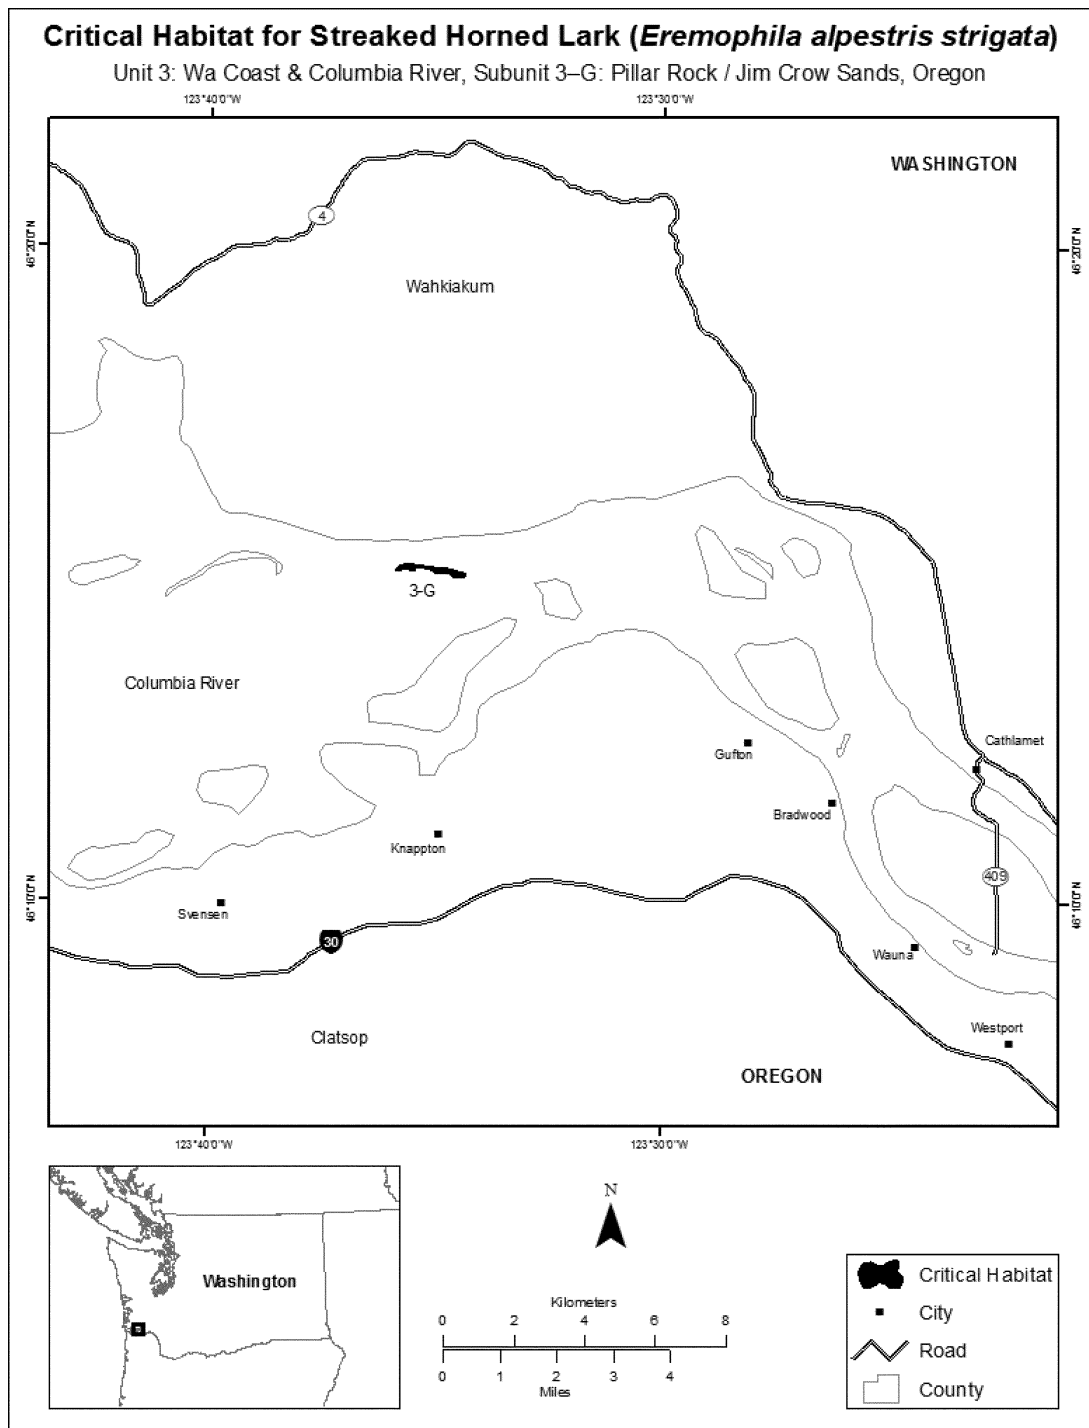 Critical Habitat for Streaked Horned Lark (Eremophila alpestris strigata)
Unit 3: Wa Coast & Columbia River, Subunit 3–G: Pillar Rock / Jim Crow Sands, Oregon
123°40'0"W
123°30'0"W
WASHINGTON
4
46°20'0"N
46°20'0"N
Wahkiakum
3-G
Columbia River
Cathlamet
Gufton
Bradwood
Knappton
409
46°10'0"N
46°10'0"N
Svensen
30
Wauna
Westport
Clatsop
OREGON
123°40'0"W
123°30'0"W
N
Washington
Kilometers
0 2 4 6 8
0 1 2 3 4
Miles
Critical Habitat
City
Road
County